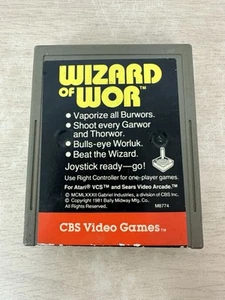 WIZARD
OF WOR™
• Vaporize all Burwors.
• Shoot every Garwor
and Thorwor.
• Bulls-eye Worluk.
• Beat the Wizard.
Joystick ready—go!
Use Right Controller for one-player games.
For Atari® VCS™ and Sears Video Arcade.™
© MCMLXXXII Gabriel Industries, a division of CBS Inc.
© Copyright 1981 Bally Midway Mfg. Co.
All Rights Reserved. M8774
CBS Video Games™